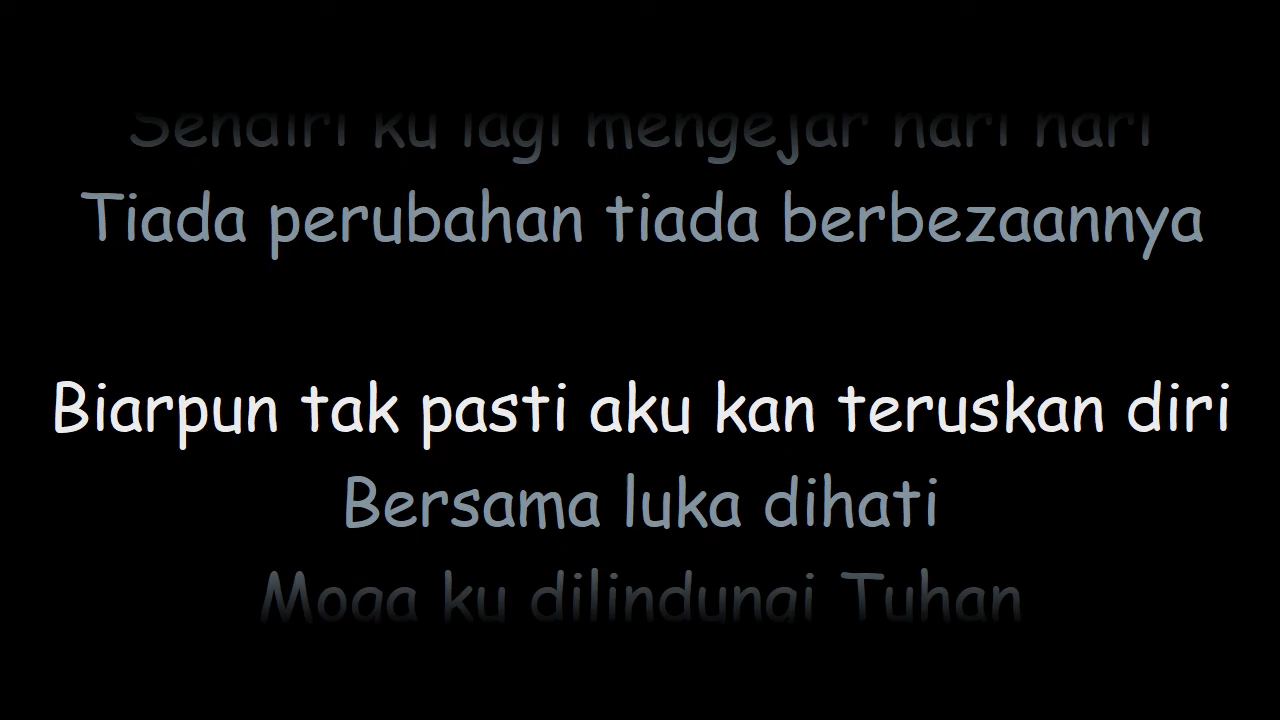 Sendiri ku lagi mengejar hari hari
Tiada perubahan tiada berbezaannya
Biarpun tak pasti aku kan teruskan diri
Bersama luka dihati
Moga ku dilindungi Tuhan